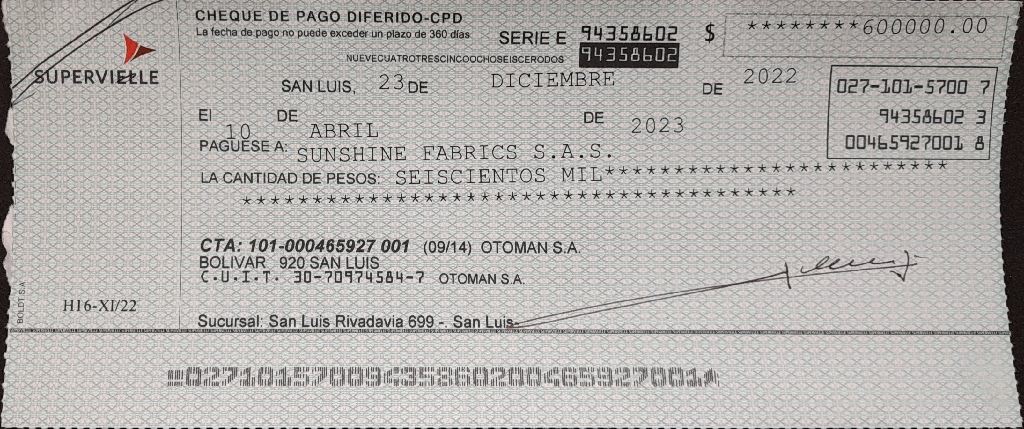 CHEQUE DE PAGO DIFERIDO-CPD
La fecha de pago no puede exceder un plazo de 360 días
SERIE E 94358602 $ ********600000.00
94358602
NUEVECUATROTRESCINCOOCHOSEISCERODOS
SUPERVIELLE
SAN LUIS, 23 DE DICIEMBRE DE 2022
027-101-5700 7
94358602 3
00465927001 8
El 10 DE ABRIL DE 2023
PAGUESE A: SUNSHINE FABRICS S.A.S.
LA CANTIDAD DE PESOS: SEISCIENTOS MIL************************
***************************************
CTA: 101-000465927 001 (09/14) OTOMAN S.A.
BOLIVAR 920 SAN LUIS
C.U.I.T. 30-70974584-7 OTOMAN S.A.
BOLDT S.A.
H16-XI/22
Sucursal: San Luis Rivadavia 699 -. San Luis-
02710157009435860200465927001